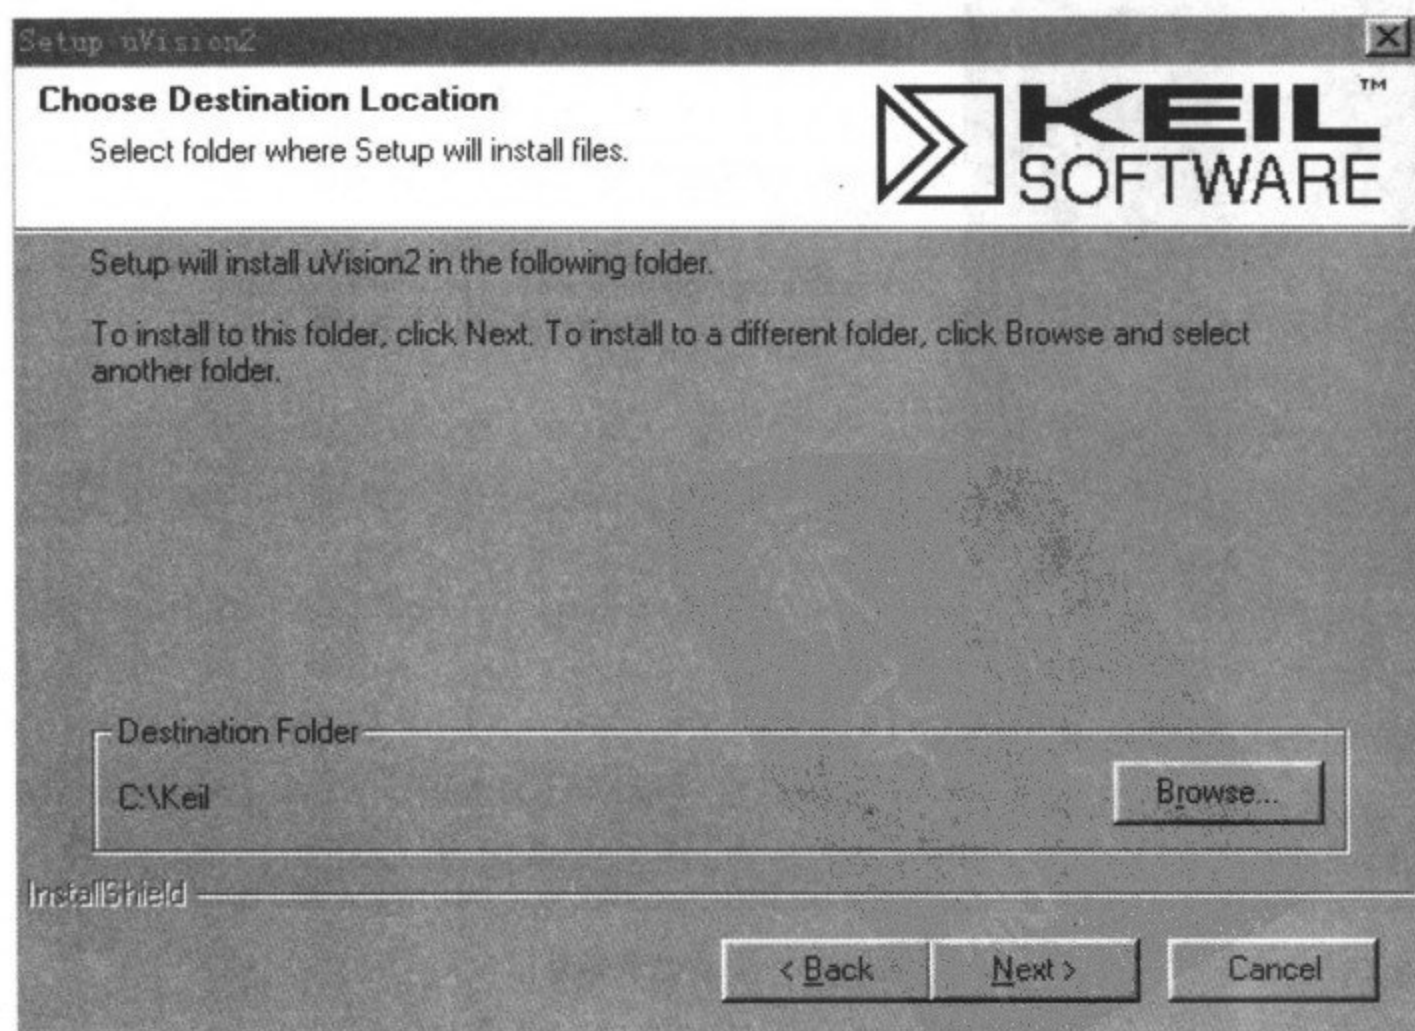 Setup uVision2
Choose Destination Location
Select folder where Setup will install files.
KEIL™
SOFTWARE
Setup will install uVision2 in the following folder.
To install to this folder, click Next. To install to a different folder, click Browse and select
another folder.
Destination Folder
C:\Keil
Browse...
InstallShield
< Back
Next >
Cancel